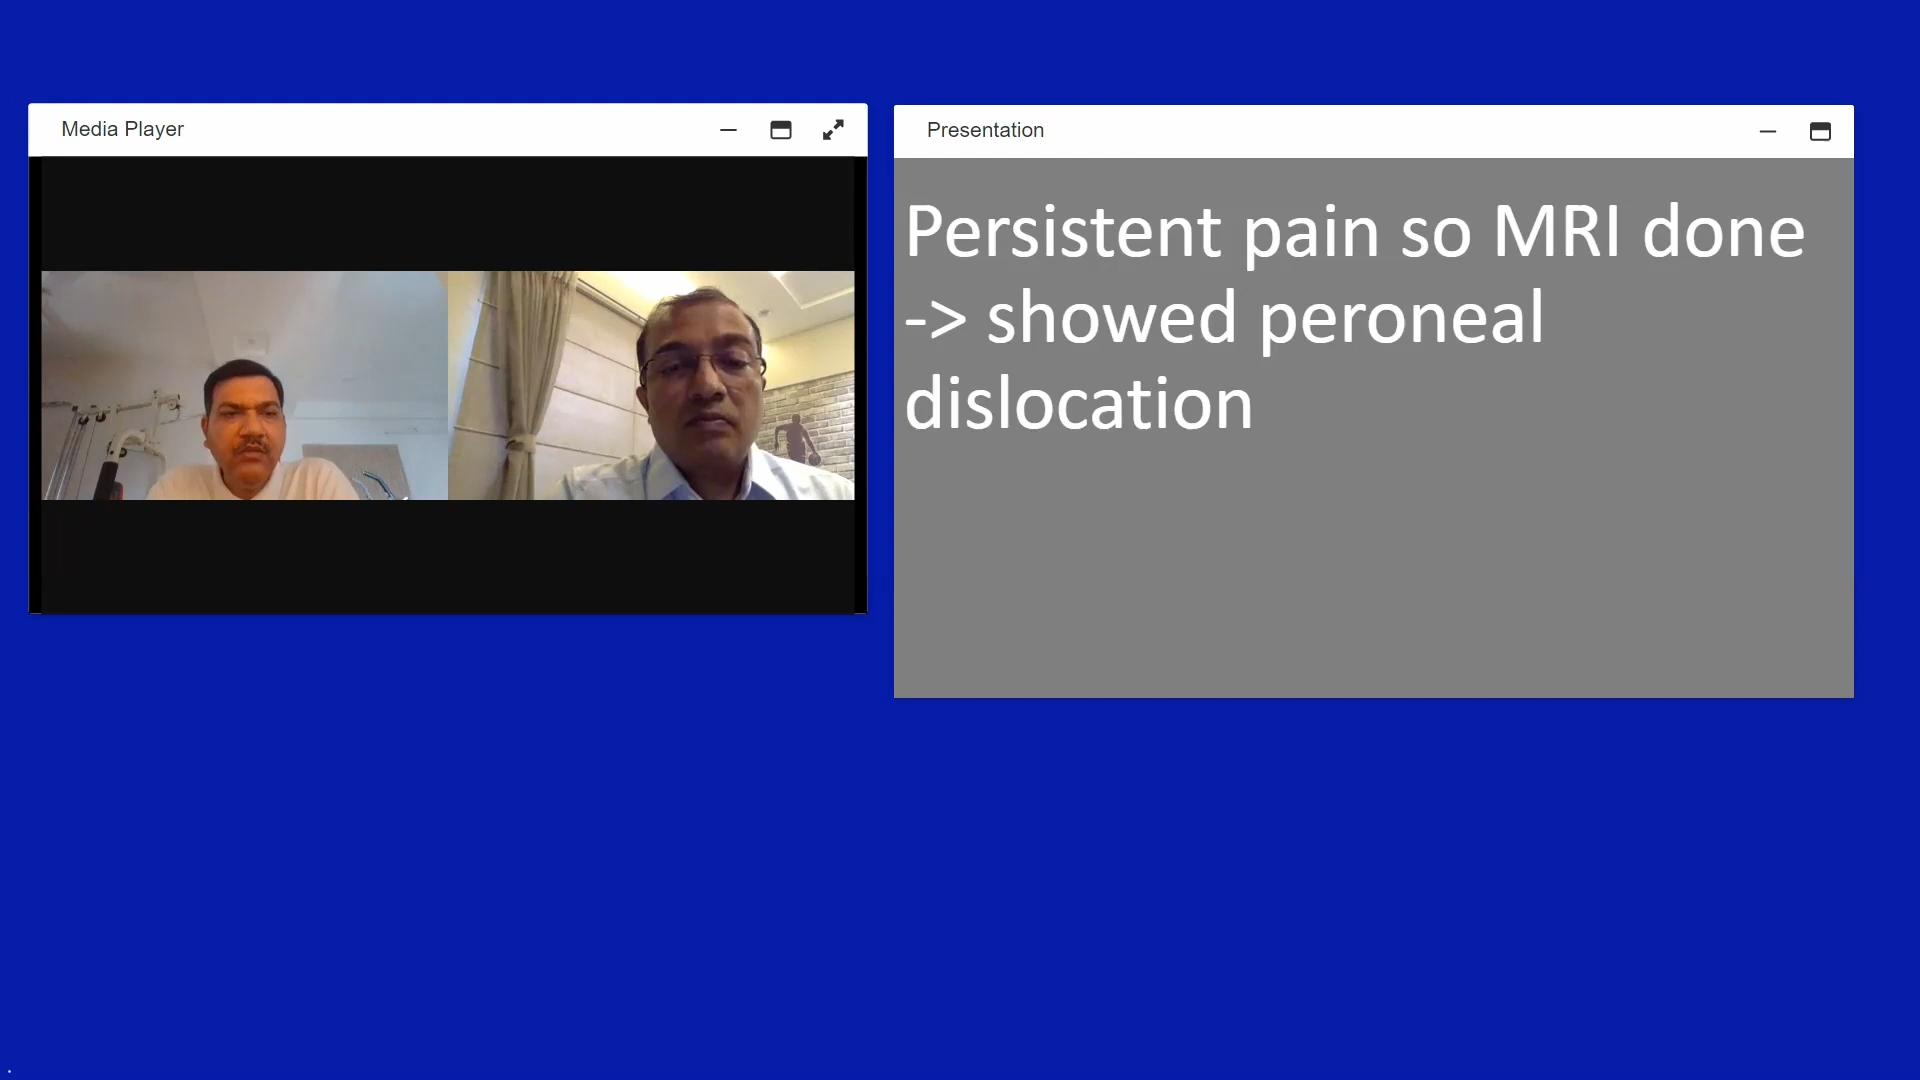 Media Player
Presentation
Persistent pain so MRI done
-> showed peroneal
dislocation